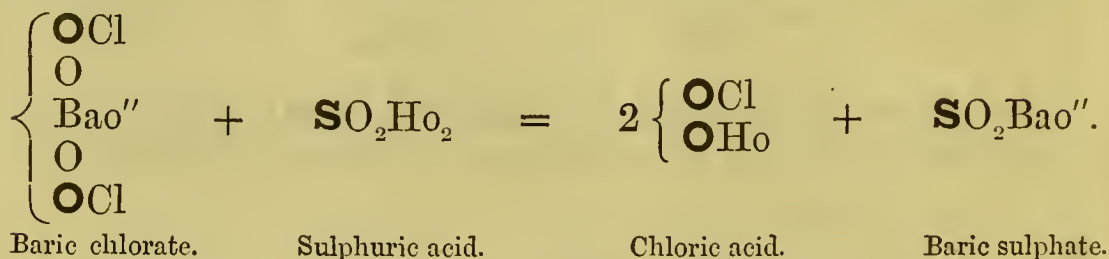 OCl
O
Bao″ + SO₂Ho₂ = 2 { OCl OHo + SO₂Bao″.
O
OCl
Baric chlorate. Sulphuric acid. Chloric acid. Baric sulphate.